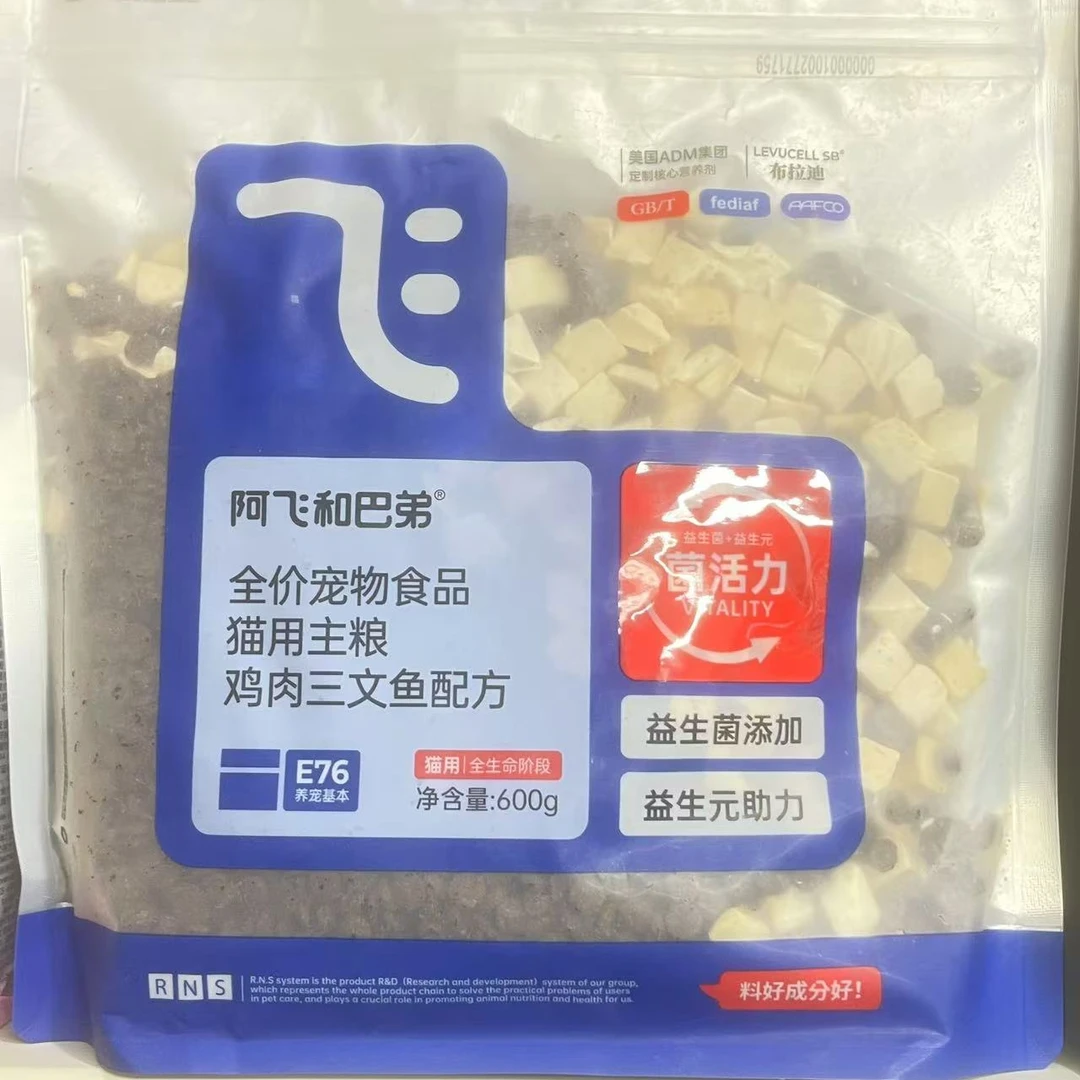 0000000100277175９
美国ADM集团
定制核心营养剂
LEVUCELL SB®
布拉迪
GB/T
fediaf
AAFCO
飞
阿飞和巴弟®
全价宠物食品
猫用主粮
鸡肉三文鱼配方
E76
养宠基本
猫用|全生命阶段
净含量:600g
益生菌+益生元
菌活力
VITALITY
益生菌添加
益生元助力
RNS
R.N.S system is the product R&D (Research and development) system of our group,
which represents the whole product chain to solve the practical problems of users
in pet care, and plays a crucial role in promoting animal nutrition and health for us.
料好成分好!